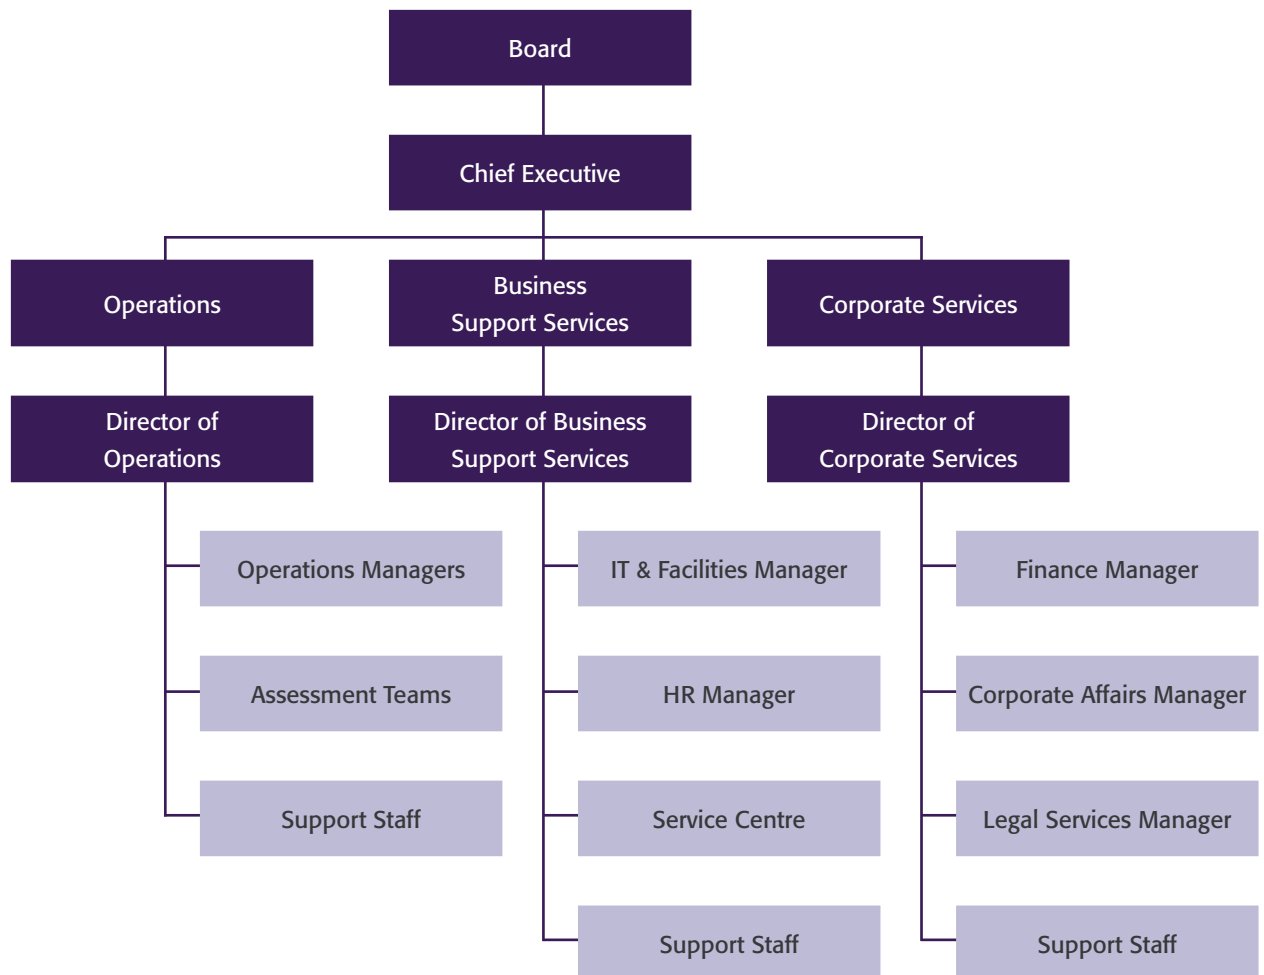 Board
Chief Executive
Operations
Business
Support Services
Corporate Services
Director of
Operations
Director of Business
Support Services
Director of
Corporate Services
Operations Managers
IT & Facilities Manager
Finance Manager
Assessment Teams
HR Manager
Corporate Affairs Manager
Support Staff
Service Centre
Legal Services Manager
Support Staff
Support Staff